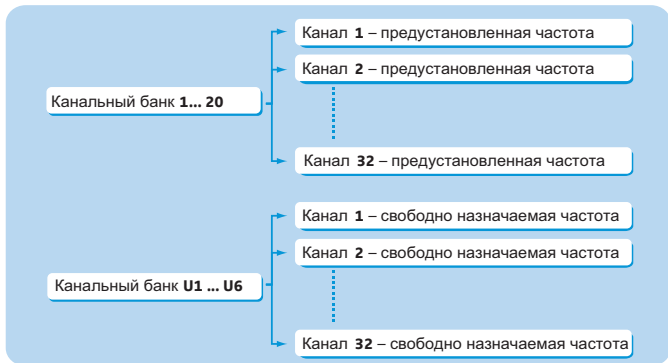 Канал 1 – предустановленная частота
Канал 2 – предустановленная частота
Канальный банк 1... 20
Канал 32 – предустановленная частота
Канал 1 – свободно назначаемая частота
Канал 2 – свободно назначаемая частота
Канальный банк U1 ... U6
Канал 32 – свободно назначаемая частота